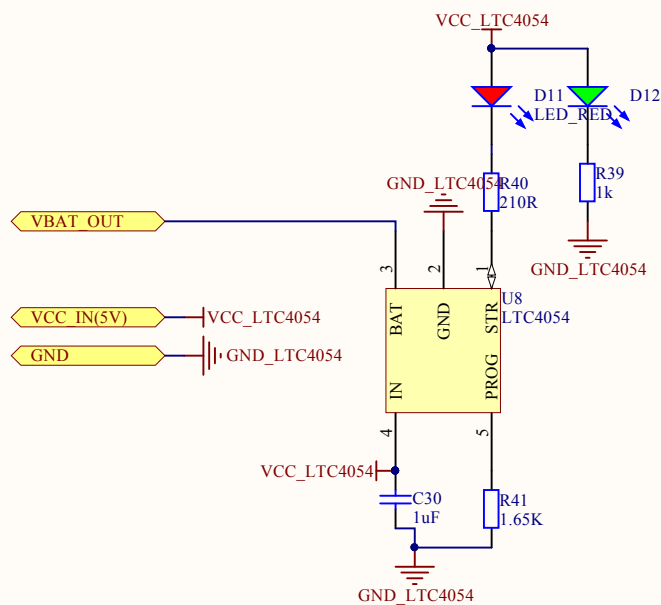 VCC_LTC4054
D11
D12
LED_RED
GND_LTC4054
R40
210R
R39
1k
VBAT_OUT
GND_LTC4054
3
2
1
U8
LTC4054
BAT
GND
STR
VCC_IN(5V)
VCC_LTC4054
GND
GND_LTC4054
IN
PROG
4
5
VCC_LTC4054
C30
1uF
R41
1.65K
GND_LTC4054